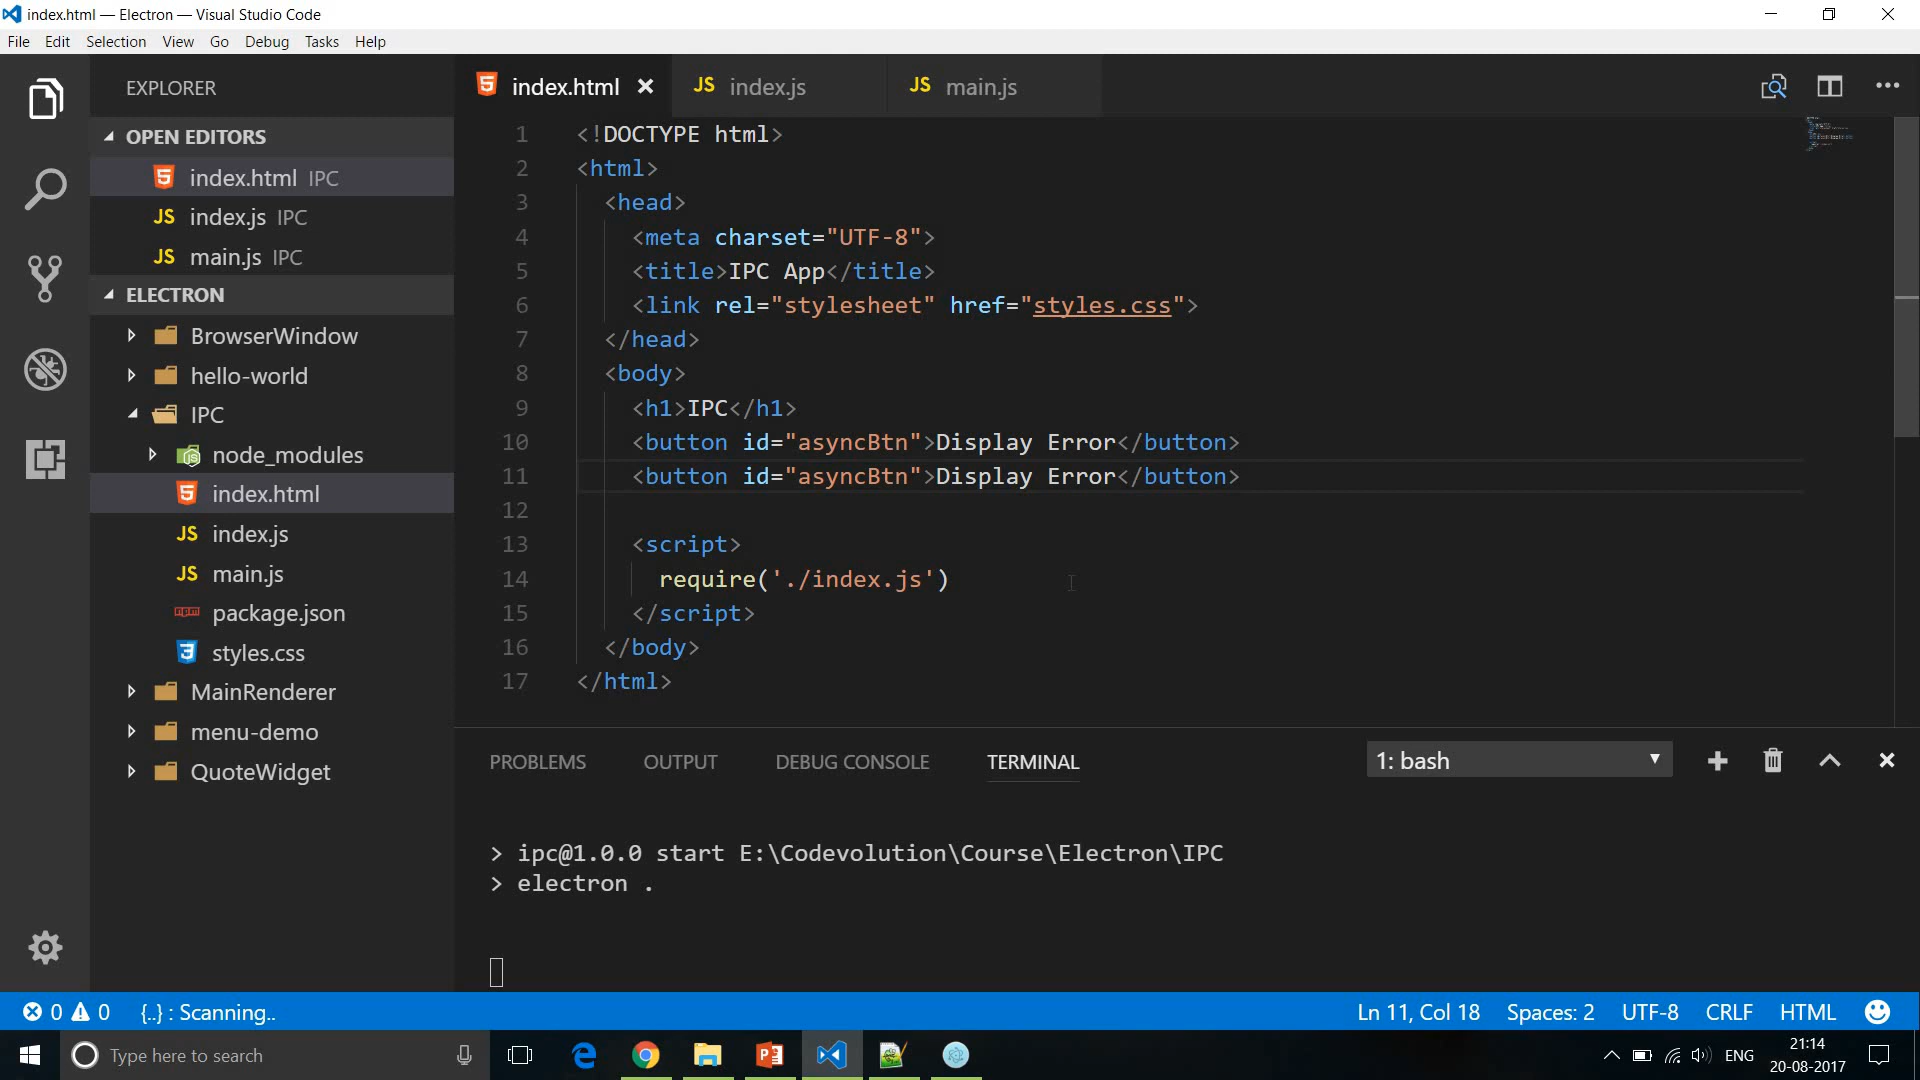 index.html — Electron — Visual Studio Code
File Edit Selection View Go Debug Tasks Help
EXPLORER
OPEN EDITORS
index.html IPC
JS index.js IPC
JS main.js IPC
ELECTRON
BrowserWindow
hello-world
IPC
node_modules
index.html
JS index.js
JS main.js
package.json
styles.css
MainRenderer
menu-demo
QuoteWidget
index.html JS index.js JS main.js
1 <!DOCTYPE html>
2 <html>
3 <head>
4 <meta charset="UTF-8">
5 <title>IPC App</title>
6 <link rel="stylesheet" href="styles.css">
7 </head>
8 <body>
9 <h1>IPC</h1>
10 <button id="asyncBtn">Display Error</button>
11 <button id="asyncBtn">Display Error</button>
12
13 <script>
14 require('./index.js')
15 </script>
16 </body>
17 </html>
PROBLEMS OUTPUT DEBUG CONSOLE TERMINAL 1: bash
> ipc@1.0.0 start E:\Codevolution\Course\Electron\IPC
> electron .
0 0 {..} : Scanning.. Ln 11, Col 18 Spaces: 2 UTF-8 CRLF HTML
Type here to search ENG 21:14
20-08-2017